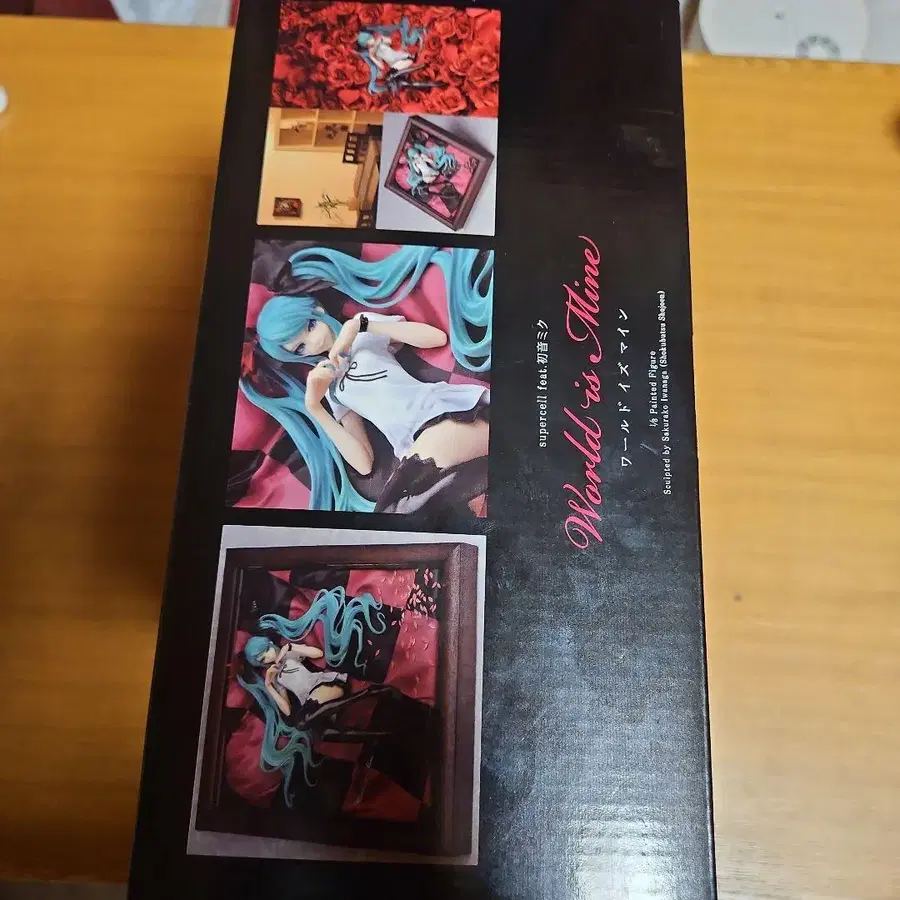 supercell feat.初音ミク
World is Mine
ワールドイズマイン
1/8 Painted Figure
Sculpted by Sakurako Iwanaga (Shokubutsu Shojoen)